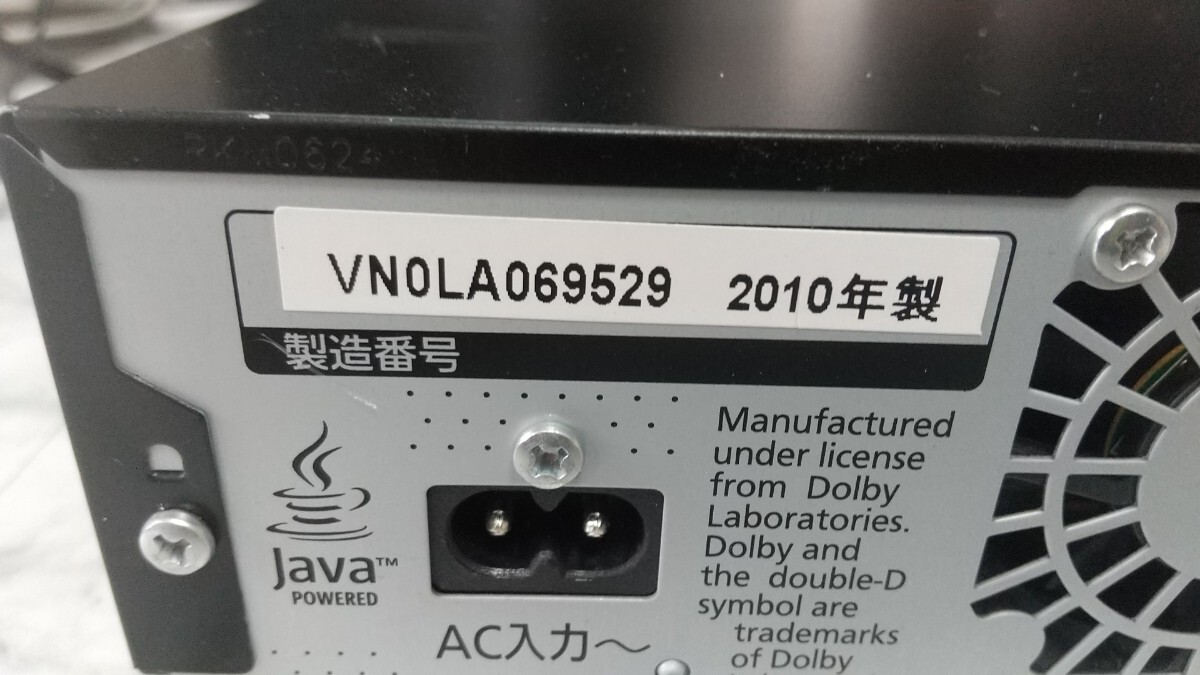 VN0LA069529 2010年製
製造番号
Java™
POWERED
AC入力～
Manufactured
under license
from Dolby
Laboratories.
Dolby and
the double-D
symbol are
trademarks
of Dolby